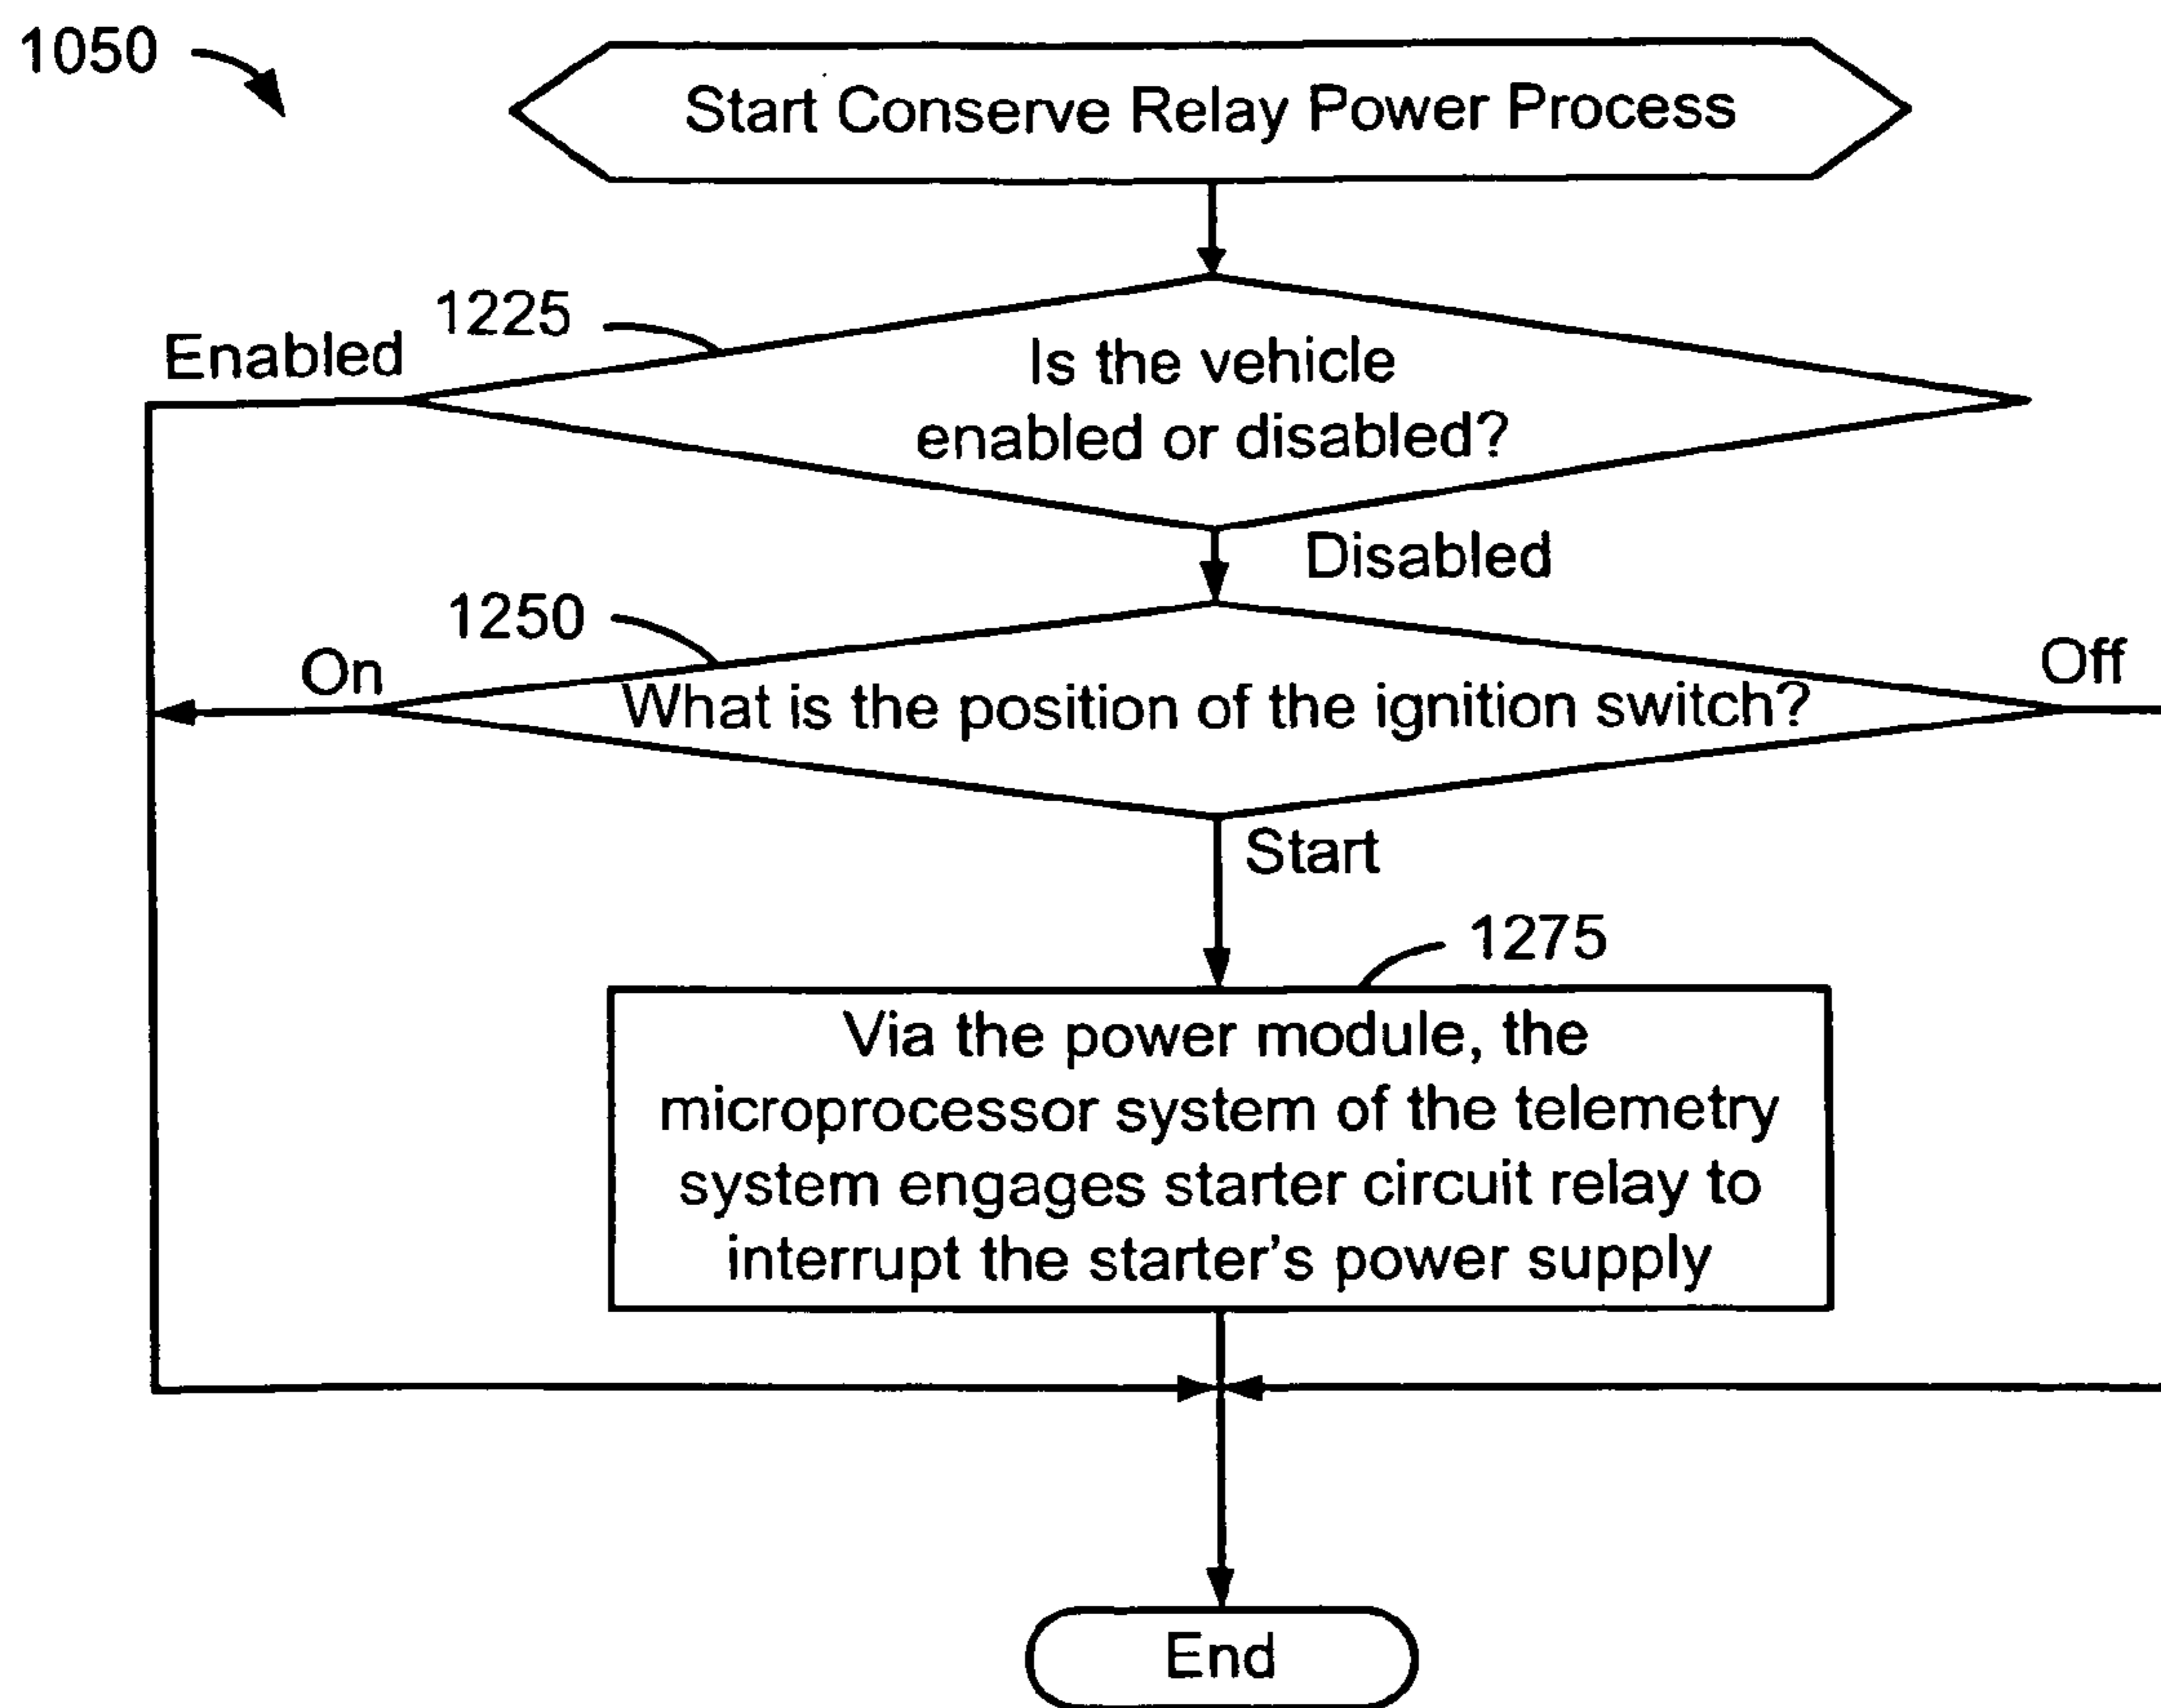 1050
Start Conserve Relay Power Process
1225
Enabled
Is the vehicle
enabled or disabled?
Disabled
1250
On
Off
What is the position of the ignition switch?
Start
1275
Via the power module, the
microprocessor system of the telemetry
system engages starter circuit relay to
interrupt the starter's power supply
End